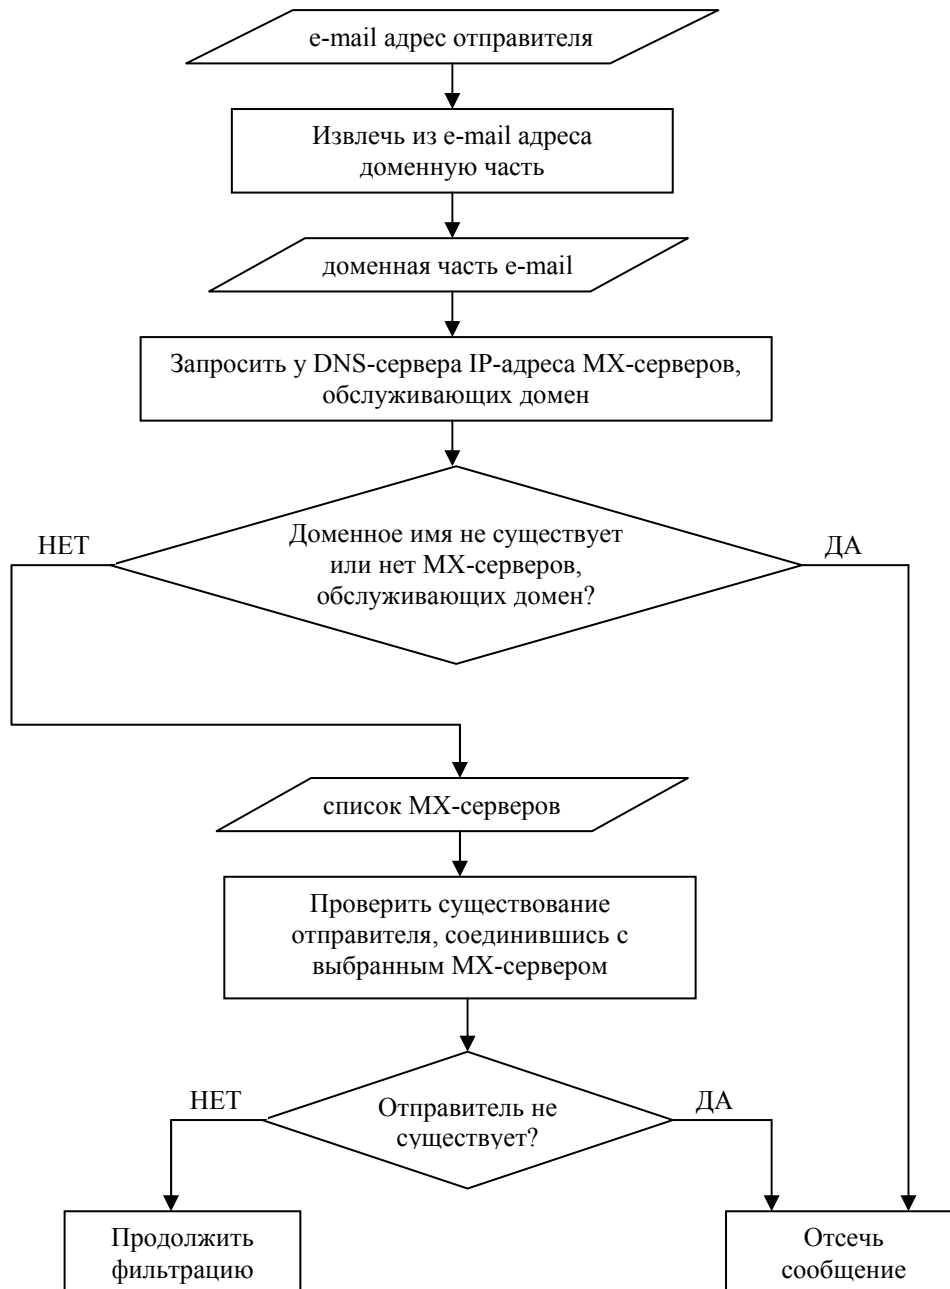 e-mail адрес отправителя
Извлечь из e-mail адреса
доменную часть
доменная часть e-mail
Запросить у DNS-сервера IP-адреса MX-серверов,
обслуживающих домен
НЕТ
Доменное имя не существует
или нет MX-серверов,
обслуживающих домен?
ДА
список MX-серверов
Проверить существование
отправителя, соединившись с
выбранным MX-сервером
НЕТ
Отправитель не
существует?
ДА
Продолжить
фильтрацию
Отсечь
сообщение